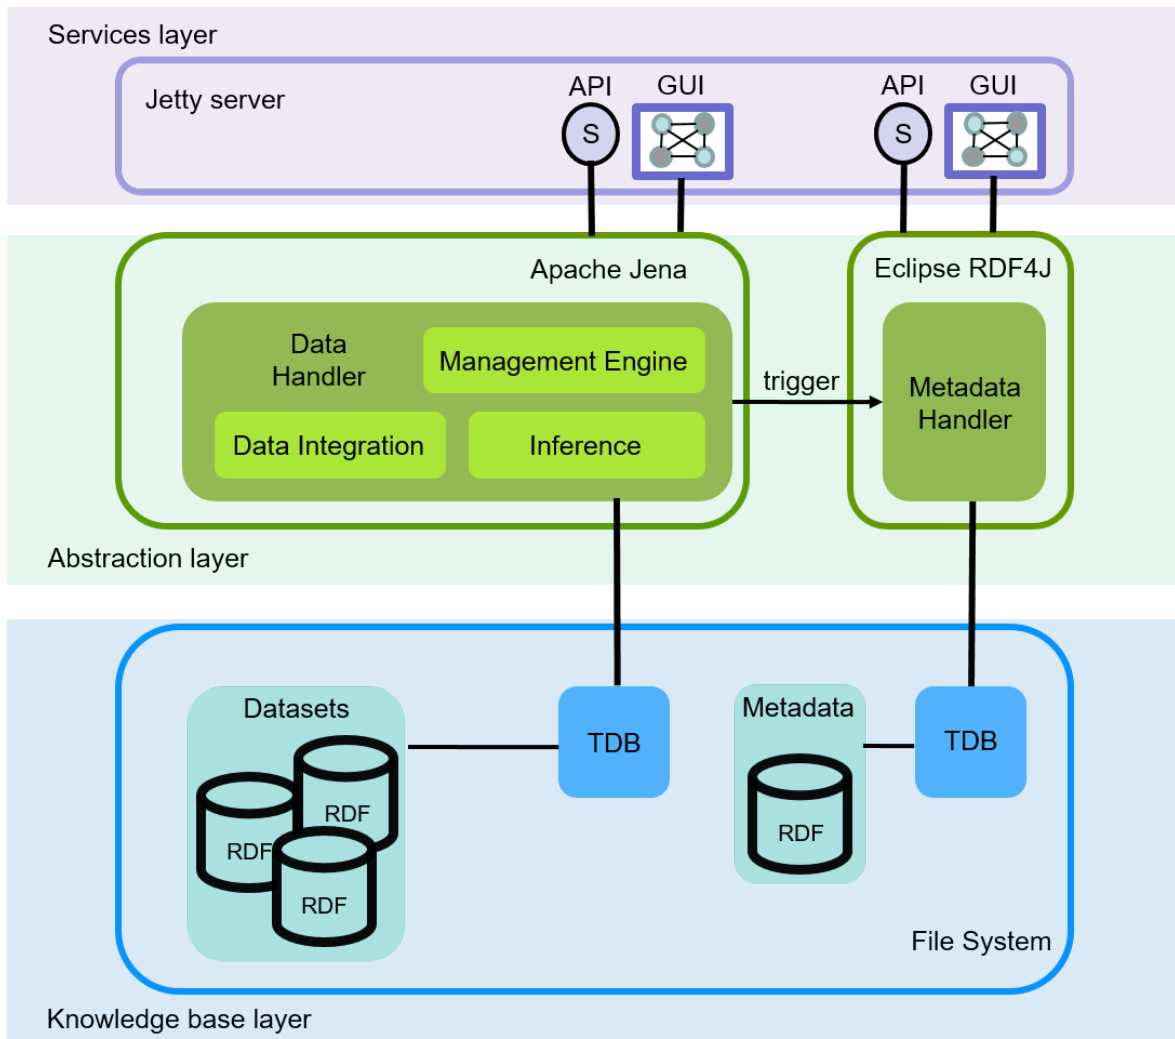 Services layer
Jetty server
API
GUI
S
API
GUI
S
Apache Jena
Data
Handler
Management Engine
Data Integration
Inference
trigger
Eclipse RDF4J
Metadata
Handler
Abstraction layer
Datasets
RDF
RDF
RDF
TDB
Metadata
RDF
TDB
File System
Knowledge base layer